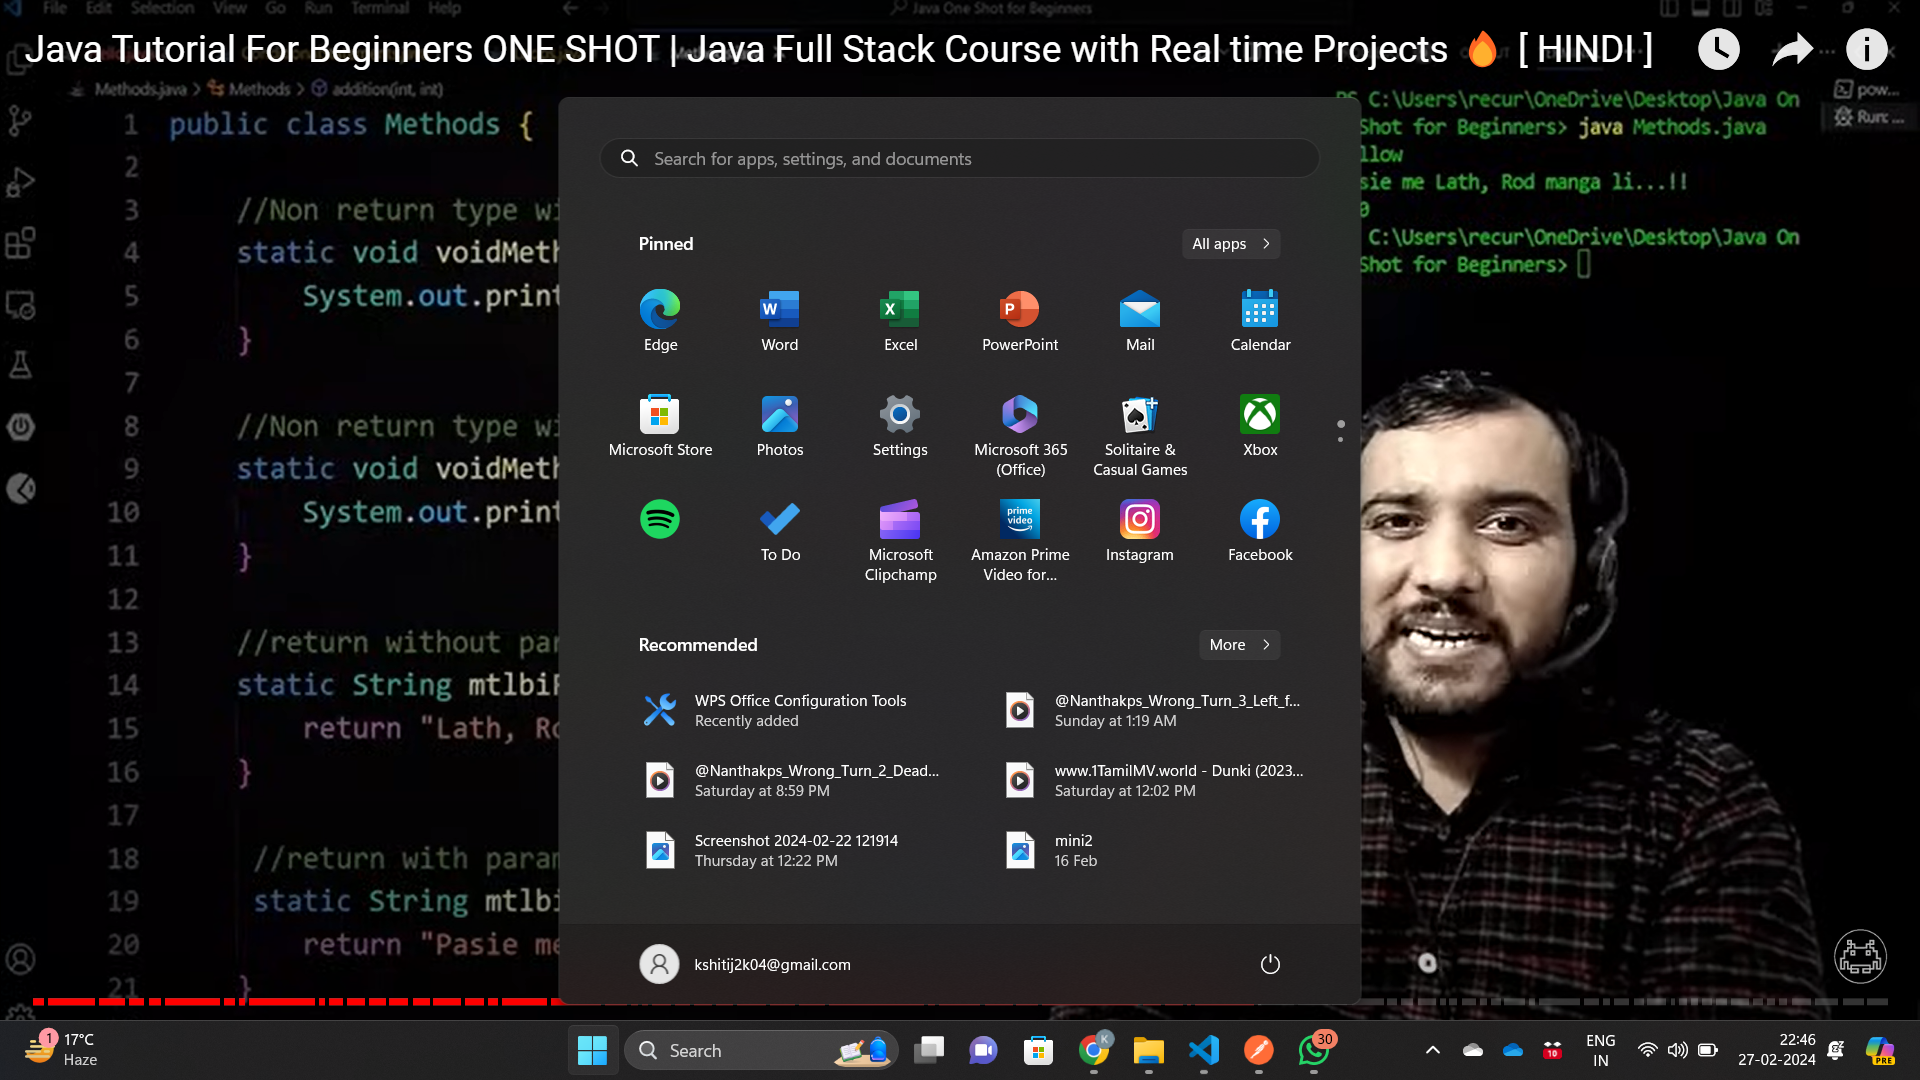 File Edit Selection View Go Run Terminal Help
Java One Shot for Beginners
Java Tutorial For Beginners ONE SHOT | Java Full Stack Course with Real time Projects 🔥 [ HINDI ]
Methods.java > Methods > addition(int, int)
1 public class Methods {
2
3 //Non return type wi
4 static void voidMeth
5 System.out.print
6 }
7
8 //Non return type wi
9 static void voidMeth
10 System.out.print
11 }
12
13 //return without par
14 static String mtlbi
15 return "Lath, Ro
16 }
17
18 //return with param
19 static String mtlbi
20 return "Pasie me
21 }
Search for apps, settings, and documents
Pinned
All apps
Edge
Word
Excel
PowerPoint
Mail
Calendar
Microsoft Store
Photos
Settings
Microsoft 365
(Office)
Solitaire &
Casual Games
Xbox
To Do
Microsoft
Clipchamp
prime
video
Amazon Prime
Video for...
Instagram
Facebook
Recommended
More
WPS Office Configuration Tools
Recently added
@Nanthakps_Wrong_Turn_3_Left_f...
Sunday at 1:19 AM
@Nanthakps_Wrong_Turn_2_Dead...
Saturday at 8:59 PM
www.1TamilMV.world - Dunki (2023...
Saturday at 12:02 PM
Screenshot 2024-02-22 121914
Thursday at 12:22 PM
mini2
16 Feb
kshitij2k04@gmail.com
PS C:\Users\recur\OneDrive\Desktop\Java On
Shot for Beginners> java Methods.java
llow
sie me Lath, Rod manga li...!!
0
C:\Users\recur\OneDrive\Desktop\Java On
Shot for Beginners>
pow...
Run: ...
1
17°C
Haze
Search
K
30
10
ENG
IN
22:46
27-02-2024
PRE